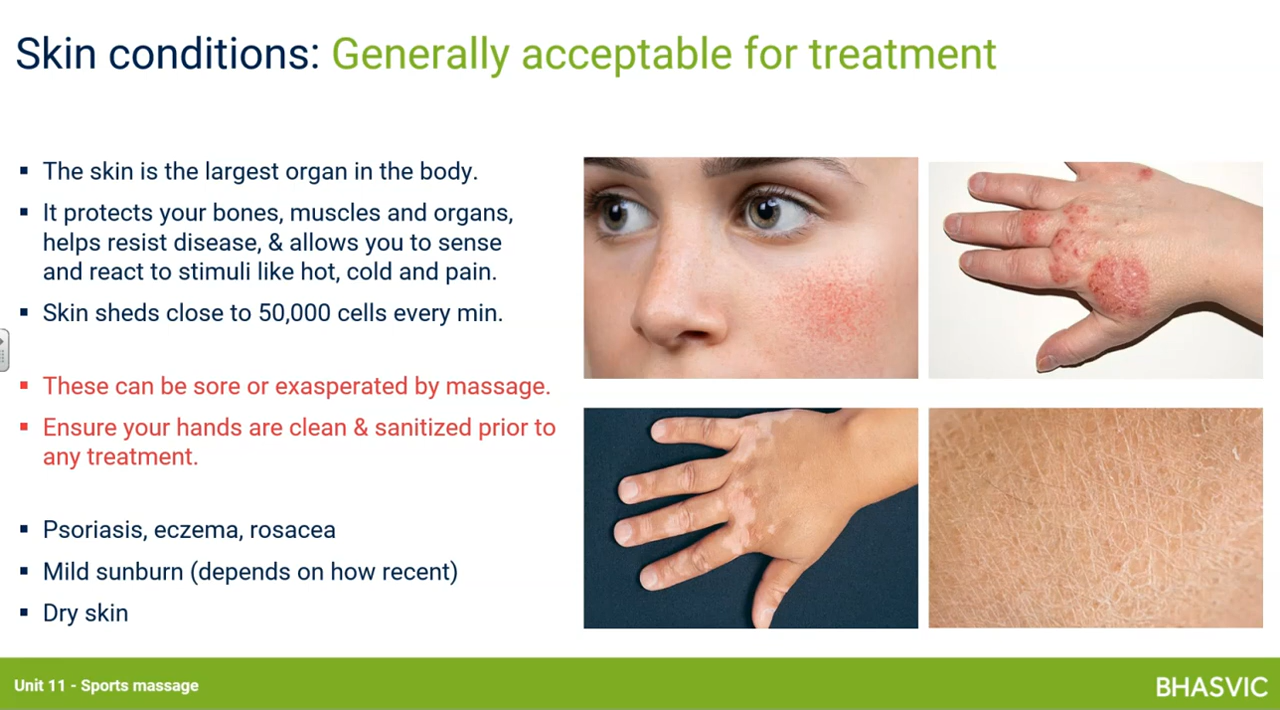 Skin conditions: Generally acceptable for treatment
▪ The skin is the largest organ in the body.
▪ It protects your bones, muscles and organs,
helps resist disease, & allows you to sense
and react to stimuli like hot, cold and pain.
▪ Skin sheds close to 50,000 cells every min.
▪ These can be sore or exasperated by massage.
▪ Ensure your hands are clean & sanitized prior to
any treatment.
▪ Psoriasis, eczema, rosacea
▪ Mild sunburn (depends on how recent)
▪ Dry skin
Unit 11 - Sports massage
BHASVIC